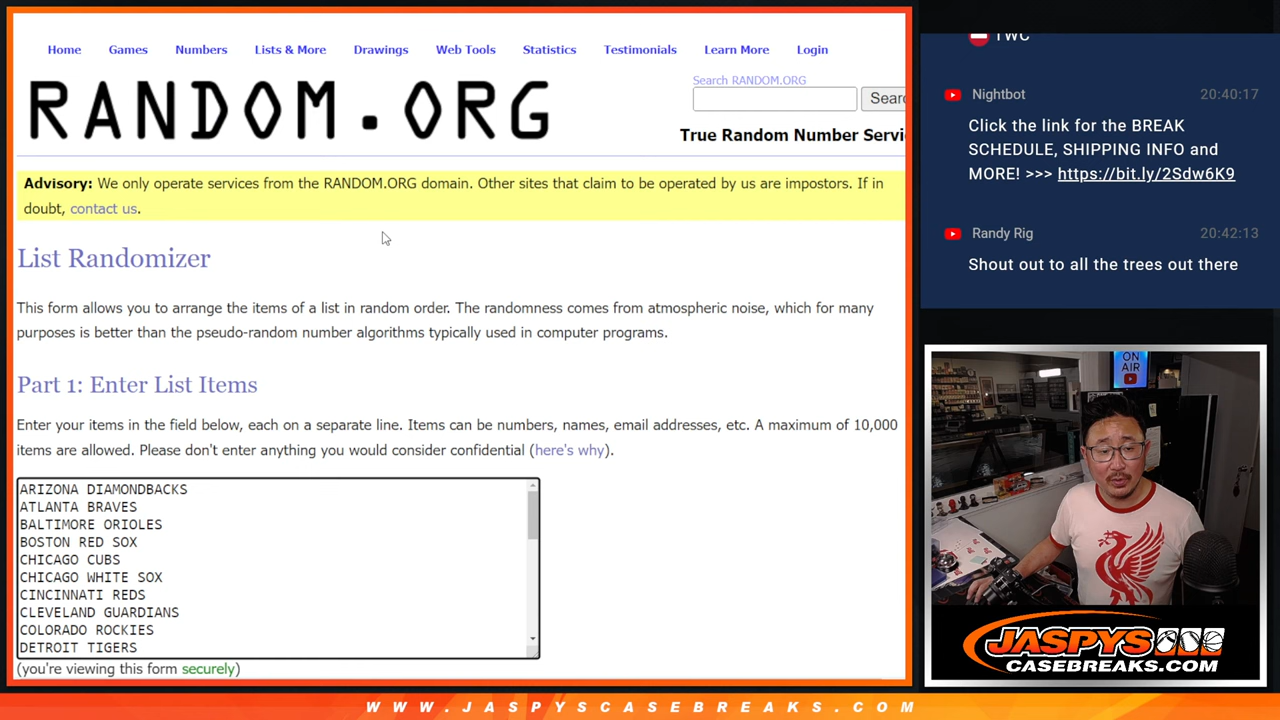 Home Games Numbers Lists & More Drawings Web Tools Statistics Testimonials Learn More Login
RANDOM.ORG
Search RANDOM.ORG
True Random Number
Advisory: We only operate services from the RANDOM.ORG domain. Other sites that claim to be operated by us are impostors. If in
doubt, contact us.
List Randomizer
This form allows you to arrange the items of a list in random order. The randomness comes from atmospheric noise, which for many
purposes is better than the pseudo-random number algorithms typically used in computer programs.
Part 1: Enter List Items
Enter your items in the field below, each on a separate line. Items can be numbers, names, email addresses, etc. A maximum of 10,000
items are allowed. Please don't enter anything you would consider confidential (here's why).
ARIZONA DIAMONDBACKS
ATLANTA BRAVES
BALTIMORE ORIOLES
BOSTON RED SOX
CHICAGO CUBS
CHICAGO WHITE SOX
CINCINNATI REDS
CLEVELAND GUARDIANS
COLORADO ROCKIES
DETROIT TIGERS
(you're viewing this form securely)
TWC
Nightbot 20:40:17
Click the link for the BREAK
SCHEDULE, SHIPPING INFO and
MORE! >>> https://bit.ly/2Sdw6K9
Randy Rig 20:42:13
Shout out to all the trees out there
ON
AIR
JASPYS
CASEBREAKS.COM
WWW.JASPYSCASEBREAKS.COM